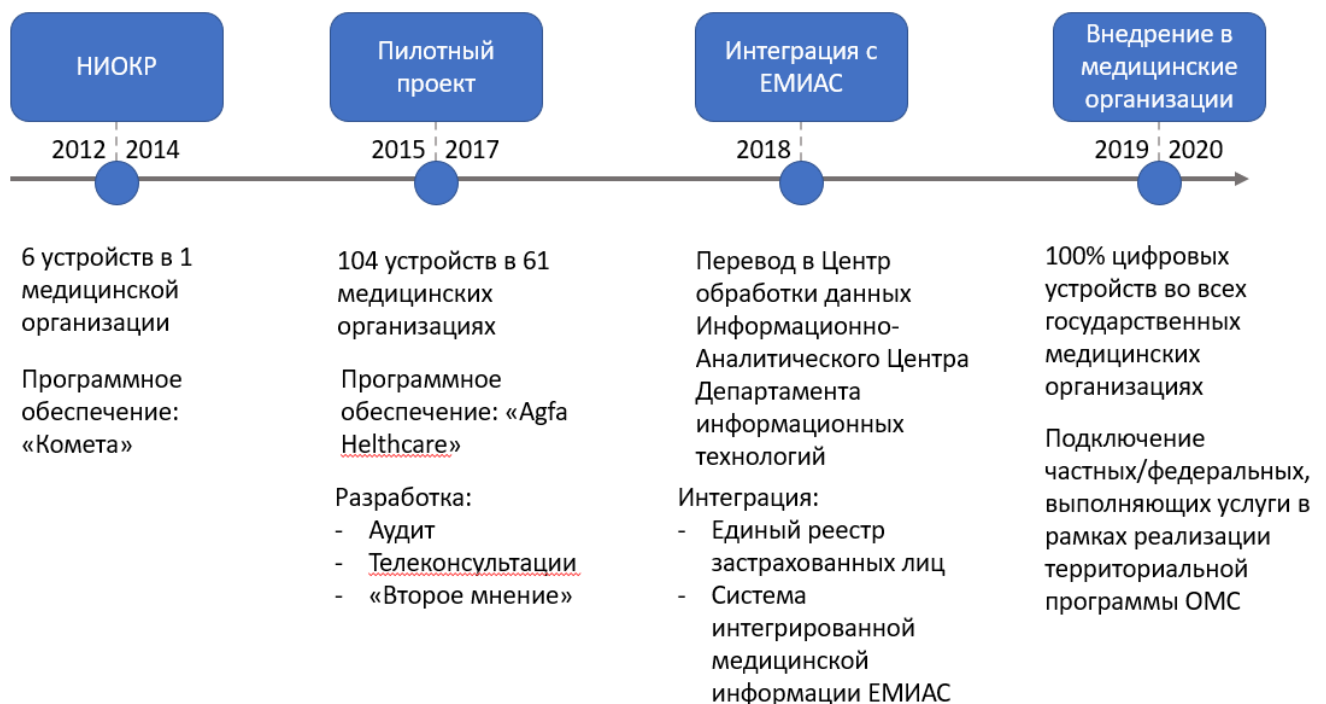 НИОКР
2012 2014
6 устройств в 1
медицинской
организации
Программное
обеспечение:
«Комета»
Пилотный
проект
2015 2017
104 устройств в 61
медицинских
организациях
Программное
обеспечение: «Agfa
Helthcare»
Разработка:
- Аудит
- Телеконсультации
- «Второе мнение»
Интеграция с
ЕМИАС
2018
Перевод в Центр
обработки данных
Информационно-
Аналитического Центра
Департамента
информационных
технологий
Интеграция:
- Единый реестр
застрахованных лиц
- Система
интегрированной
медицинской
информации ЕМИАС
Внедрение в
медицинские
организации
2019 2020
100% цифровых
устройств во всех
государственных
медицинских
организациях
Подключение
частных/федеральных,
выполняющих услуги в
рамках реализации
территориальной
программы ОМС